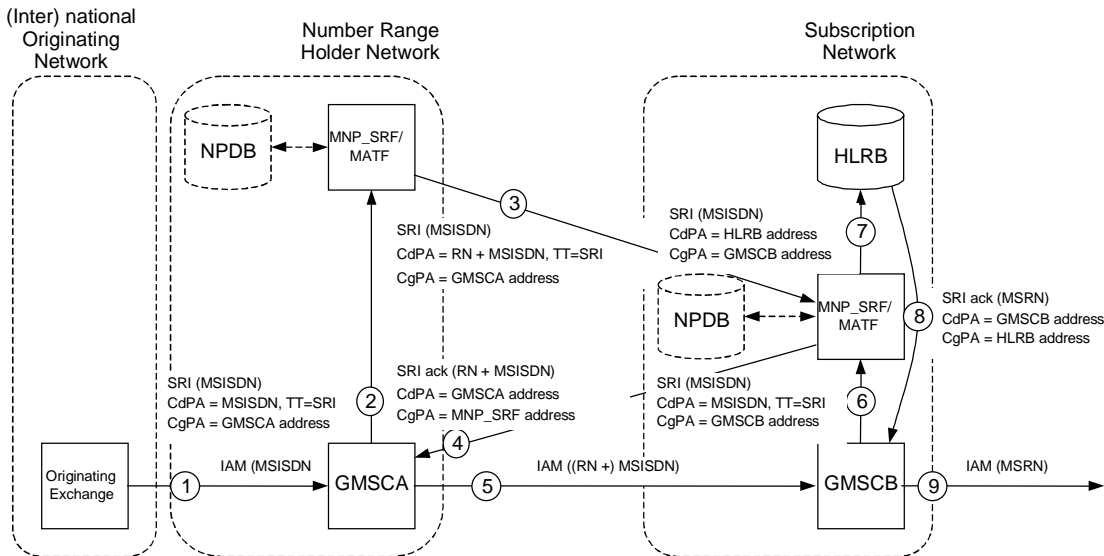 (Inter) national
Originating
Network
Number Range
Holder Network
Subscription
Network
NPDB
MNP_SRF/
MATF
HLRB
3
SRI (MSISDN)
CdPA = RN + MSISDN, TT=SRI
CgPA = GMSCA address
SRI (MSISDN)
CdPA = HLRB address
CgPA = GMSCB address
7
NPDB
MNP_SRF/
MATF
8
SRI ack (MSRN)
CdPA = GMSCB address
CgPA = HLRB address
SRI (MSISDN)
CdPA = MSISDN, TT=SRI
CgPA = GMSCA address
2
SRI ack (RN + MSISDN)
CdPA = GMSCA address
CgPA = MNP_SRF address
4
SRI (MSISDN)
CdPA = MSISDN, TT=SRI
CgPA = GMSCB address
6
Originating
Exchange
1
IAM (MSISDN
GMSCA
5
IAM ((RN +) MSISDN)
GMSCB
9
IAM (MSRN)